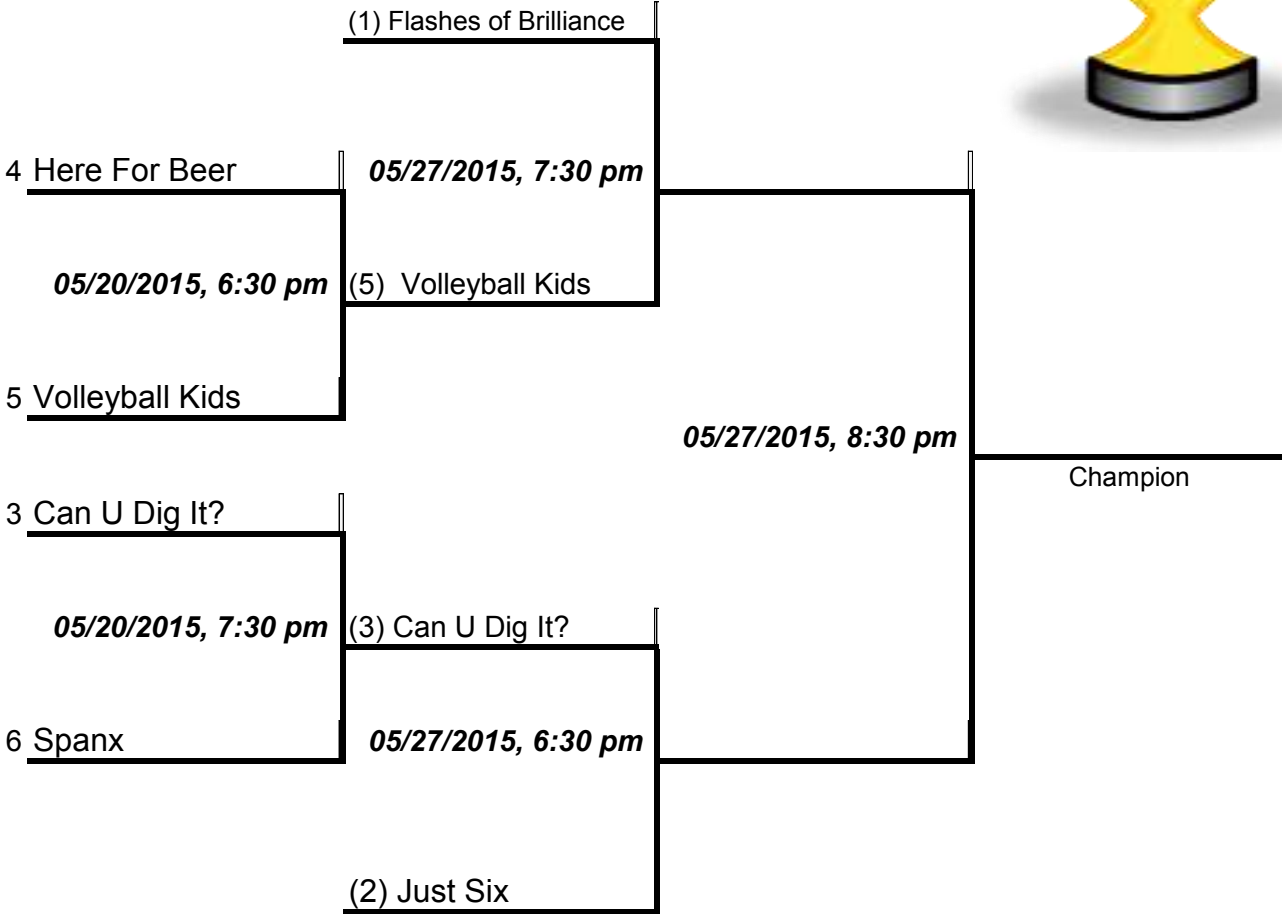 (1) Flashes of Brilliance
4 Here For Beer
05/27/2015, 7:30 pm
05/20/2015, 6:30 pm
(5) Volleyball Kids
5 Volleyball Kids
05/27/2015, 8:30 pm
Champion
3 Can U Dig It?
05/20/2015, 7:30 pm
(3) Can U Dig It?
6 Spanx
05/27/2015, 6:30 pm
(2) Just Six